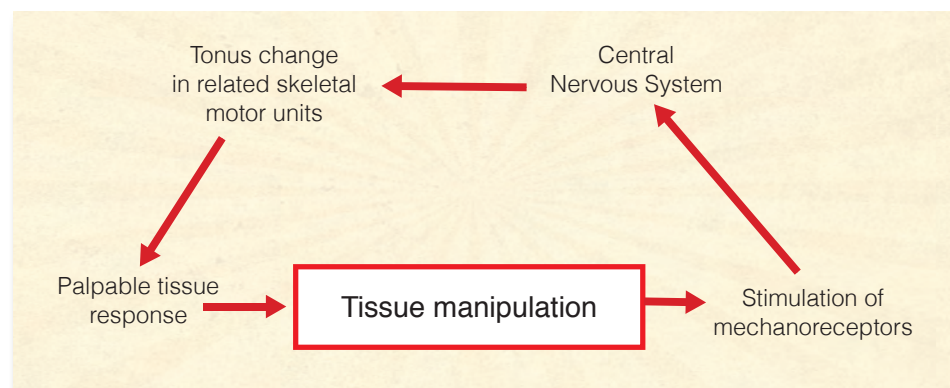 Tonus change
in related skeletal
motor units
Central
Nervous System
Palpable tissue
response
Tissue manipulation
Stimulation of
mechanoreceptors